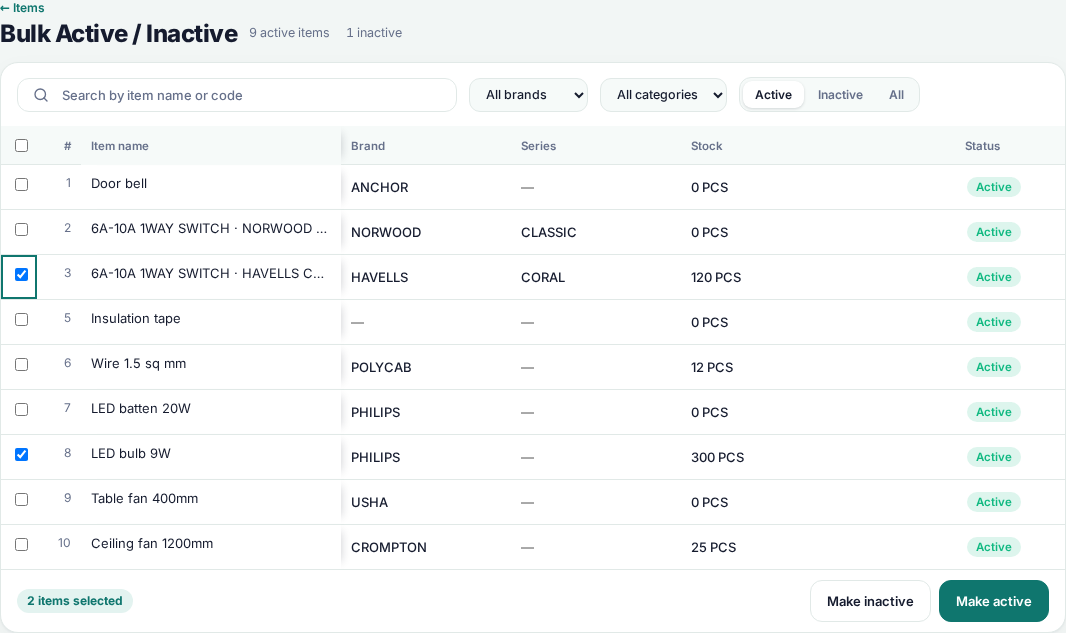 ← Items
Bulk Active / Inactive 9 active items 1 inactive
Search by item name or code All brands All categories Active Inactive All
# Item name Brand Series Stock Status
1 Door bell ANCHOR — 0 PCS Active
2 6A-10A 1WAY SWITCH · NORWOOD ... NORWOOD CLASSIC 0 PCS Active
3 6A-10A 1WAY SWITCH · HAVELLS C... HAVELLS CORAL 120 PCS Active
5 Insulation tape — — 0 PCS Active
6 Wire 1.5 sq mm POLYCAB — 12 PCS Active
7 LED batten 20W PHILIPS — 0 PCS Active
8 LED bulb 9W PHILIPS — 300 PCS Active
9 Table fan 400mm USHA — 0 PCS Active
10 Ceiling fan 1200mm CROMPTON — 25 PCS Active
2 items selected Make inactive Make active